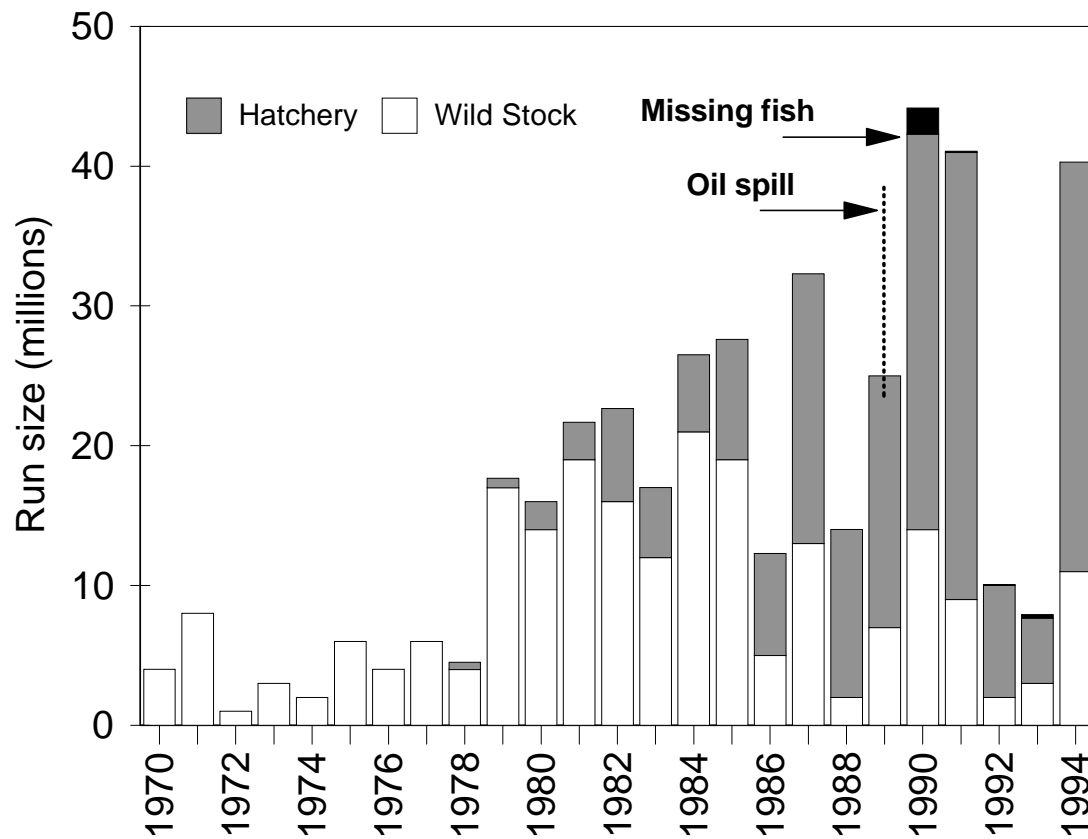 50
Hatchery Wild Stock
Missing fish
40
Oil spill
30
20
10
0
Run size (millions)
1970 1972 1974 1976 1978 1980 1982 1984 1986 1988 1990 1992 1994